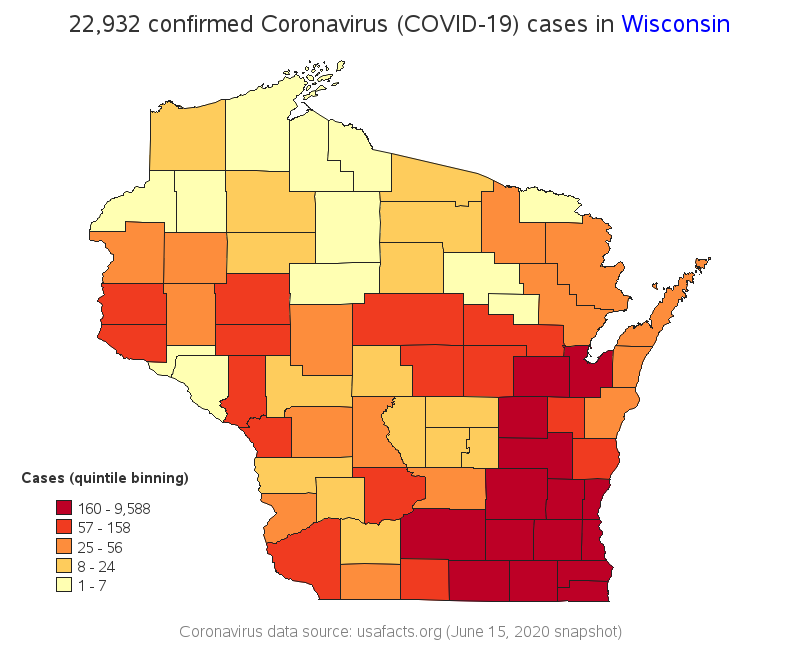 22,932 confirmed Coronavirus (COVID-19) cases in Wisconsin
Cases (quintile binning)
160 - 9,588
57 - 158
25 - 56
8 - 24
1 - 7
Coronavirus data source: usafacts.org (June 15, 2020 snapshot)